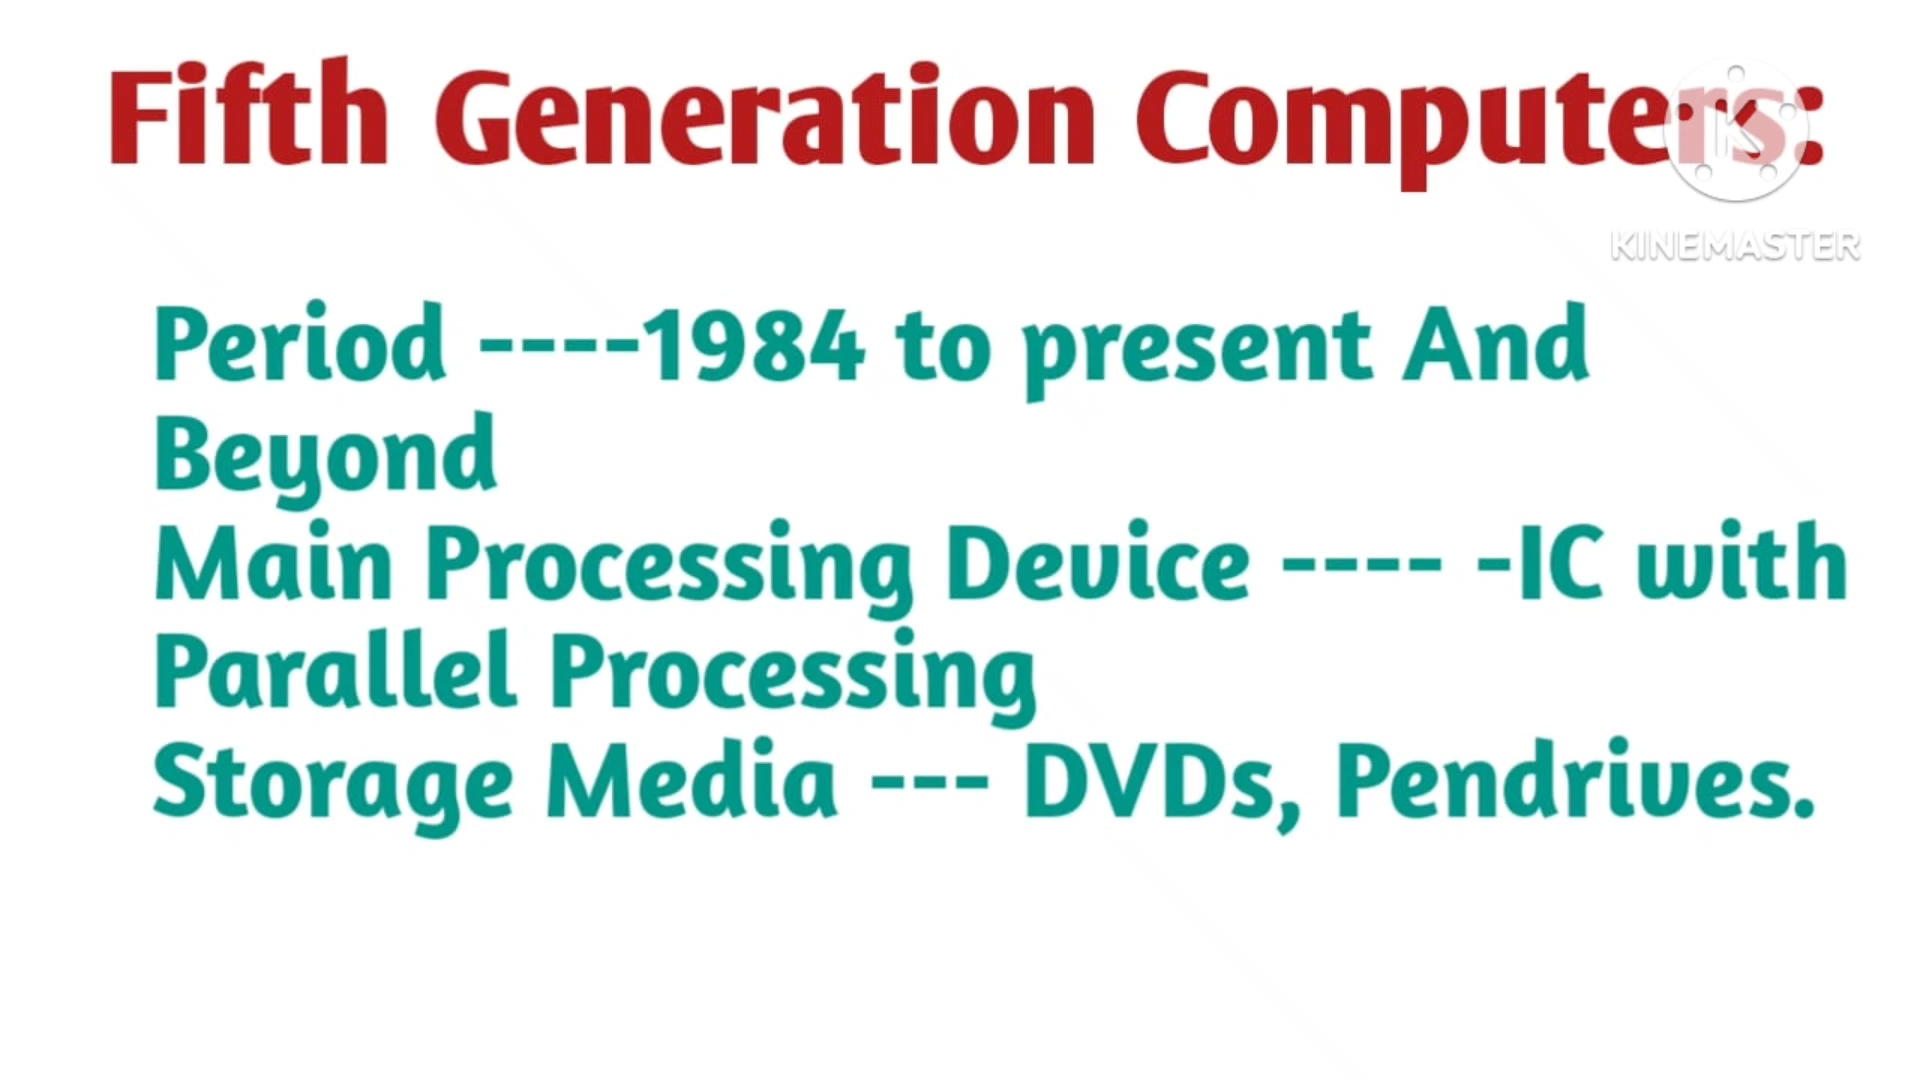 Fifth Generation Computers:
KINEMASTER
Period ----1984 to present And
Beyond
Main Processing Device ---- -IC with
Parallel Processing
Storage Media --- DVDs, Pendrives.